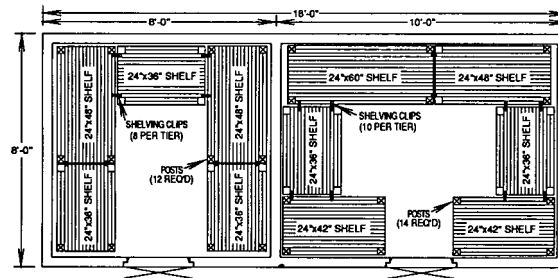 18'-0"
8'-0"
10'-0"
24"x36" SHELF
24"x60" SHELF
24"x48" SHELF
24"x48" SHELF
24"x48" SHELF
SHELVING CLIPS
(8 PER TIER)
SHELVING CLIPS
(10 PER TIER)
8'-0"
24"x36" SHELF
24"x36" SHELF
POSTS
(12 REQ'D)
24"x36" SHELF
24"x36" SHELF
POSTS
(14 REQ'D)
24"x42" SHELF
24"x42" SHELF